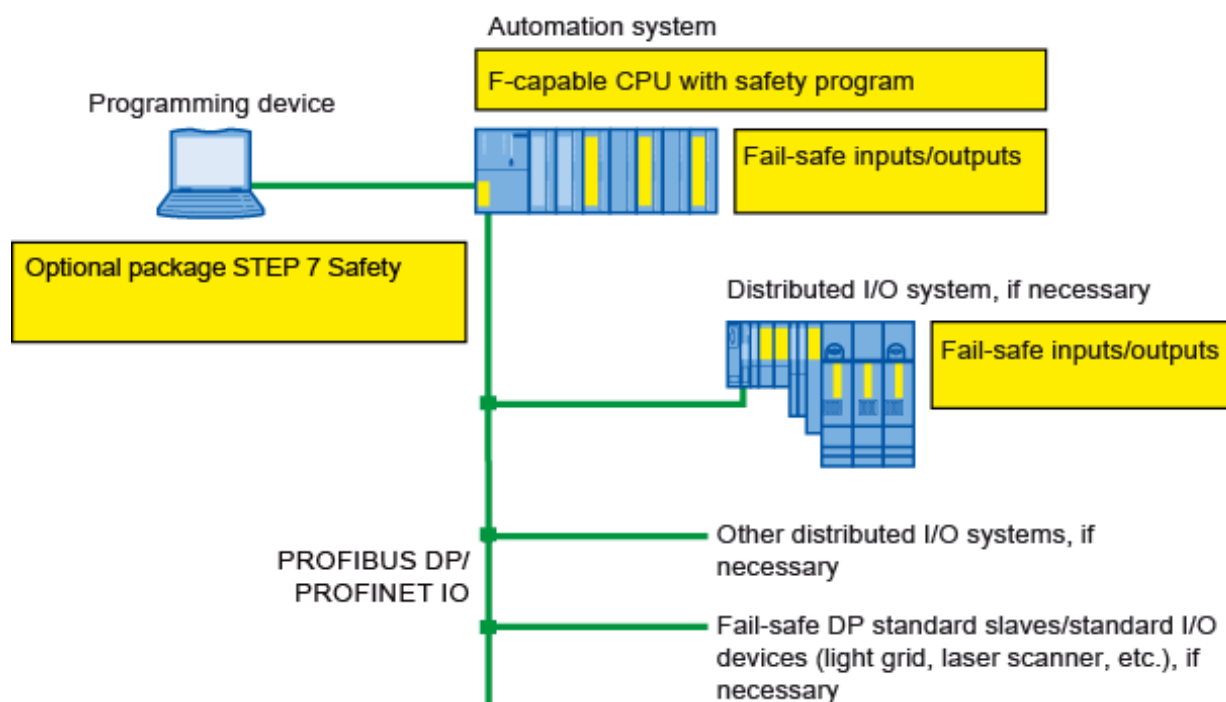 Automation system
F-capable CPU with safety program
Programming device
Fail-safe inputs/outputs
Optional package STEP 7 Safety
Distributed I/O system, if necessary
Fail-safe inputs/outputs
Other distributed I/O systems, if
necessary
PROFIBUS DP/
PROFINET IO
Fail-safe DP standard slaves/standard I/O
devices (light grid, laser scanner, etc.), if
necessary